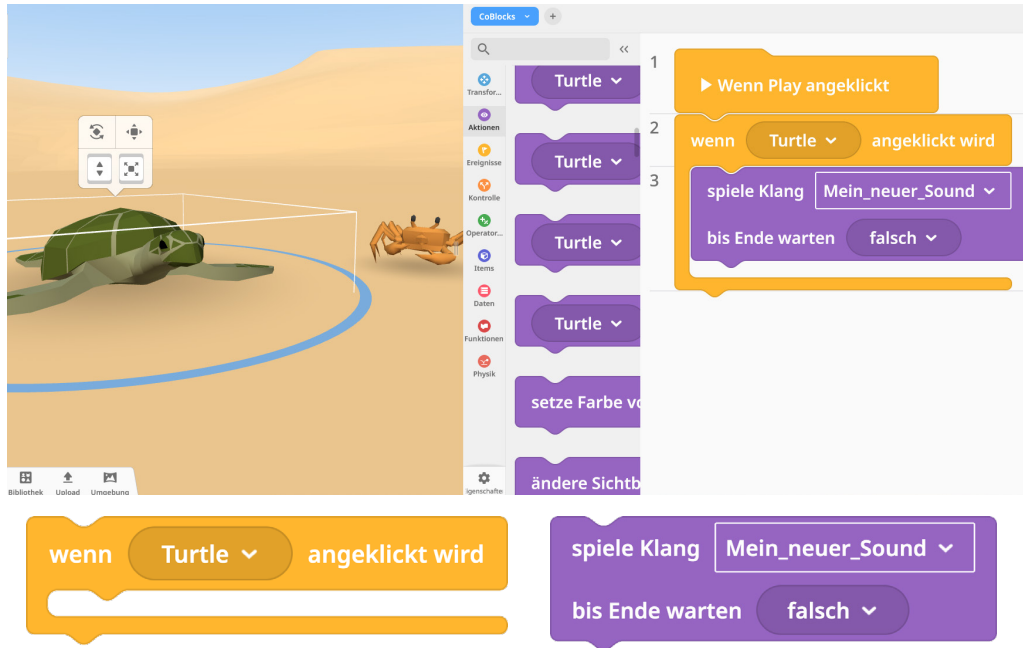 CoBlocks
Transfor...
Aktionen
Ereignisse
Kontrolle
Operator...
Items
Daten
Funktionen
Physik
igenschafte
Turtle
Turtle
Turtle
Turtle
setze Farbe vo
ändere Sichtb
1
Wenn Play angeklickt
2
wenn Turtle angeklickt wird
3
spiele Klang Mein_neuer_Sound
bis Ende warten falsch
Bibliothek Upload Umgebung
wenn Turtle angeklickt wird
spiele Klang Mein_neuer_Sound
bis Ende warten falsch